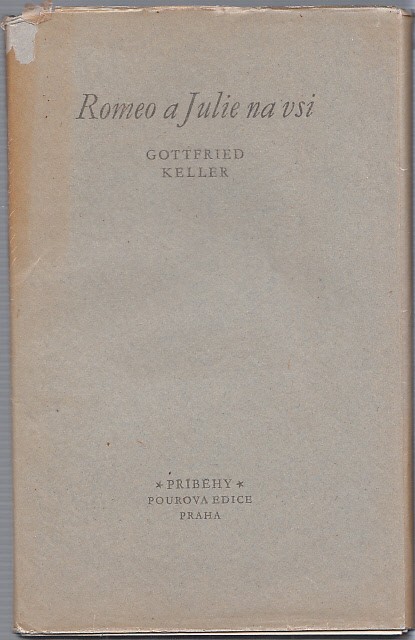 Romeo a Julie na vsi
GOTTFRIED
KELLER
* PŘÍBĚHY *
POUROVA EDICE
PRAHA